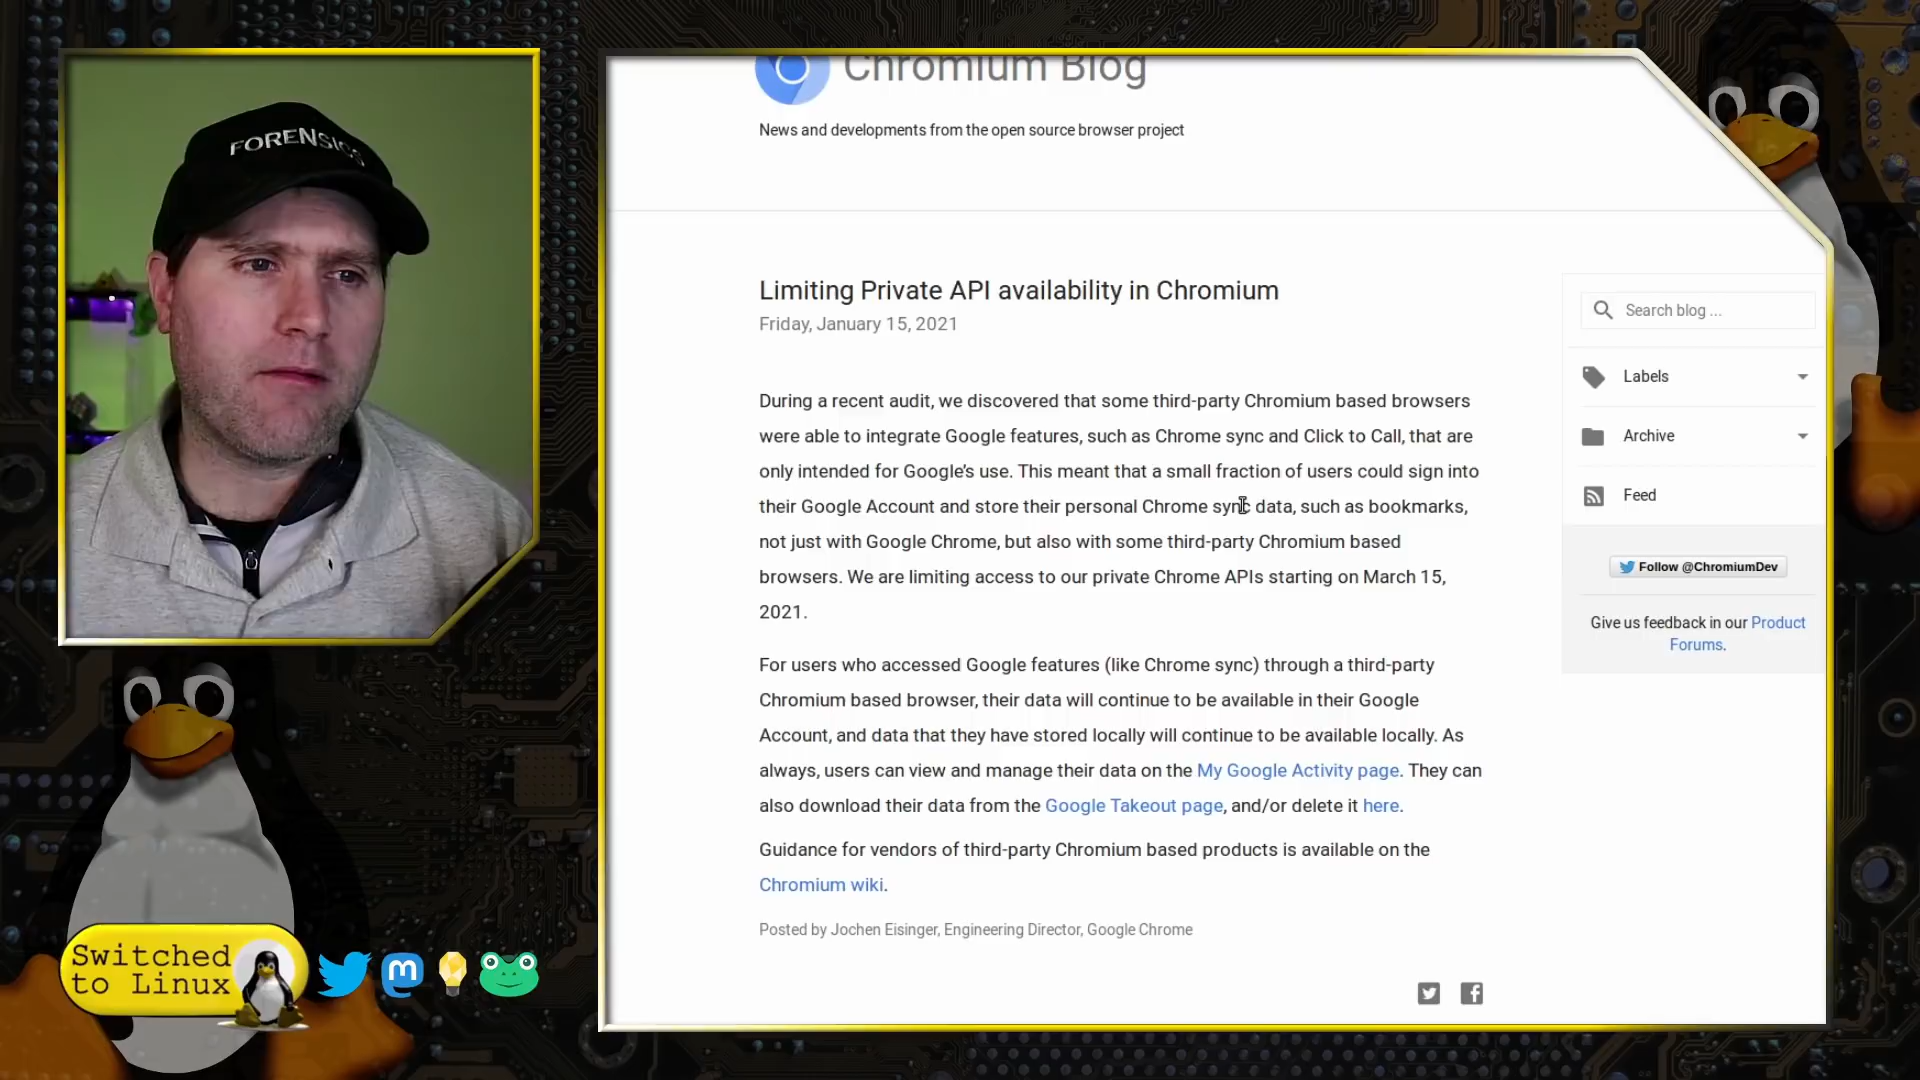 FORENSICS
Chromium Blog
News and developments from the open source browser project
Limiting Private API availability in Chromium
Friday, January 15, 2021
During a recent audit, we discovered that some third-party Chromium based browsers
were able to integrate Google features, such as Chrome sync and Click to Call, that are
only intended for Google’s use. This meant that a small fraction of users could sign into
their Google Account and store their personal Chrome sync data, such as bookmarks,
not just with Google Chrome, but also with some third-party Chromium based
browsers. We are limiting access to our private Chrome APIs starting on March 15,
2021.
For users who accessed Google features (like Chrome sync) through a third-party
Chromium based browser, their data will continue to be available in their Google
Account, and data that they have stored locally will continue to be available locally. As
always, users can view and manage their data on the My Google Activity page. They can
also download their data from the Google Takeout page, and/or delete it here.
Guidance for vendors of third-party Chromium based products is available on the
Chromium wiki.
Posted by Jochen Eisinger, Engineering Director, Google Chrome
Search blog ...
Labels
Archive
Feed
Follow @ChromiumDev
Give us feedback in our Product
Forums.
Switched
to Linux